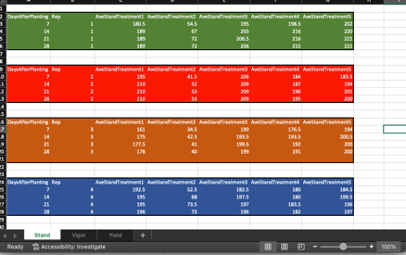 DaysAfterPlanting Rep AveStandTreatment1 AveStandTreatment2 AveStandTreatment3 AveStandTreatment4 AveStandTreatment5
7 1 180.5 54.5 195 198.5 202
14 1 189 67 203 216 220
21 1 189 72 206.5 216 221
28 1 189 72 206 215 221
DaysAfterPlanting Rep AveStandTreatment1 AveStandTreatment2 AveStandTreatment3 AveStandTreatment4 AveStandTreatment5
7 2 195 41.5 206 184 183.5
14 2 210 52 209 187 194
21 2 210 53 209 196 201
28 2 210 53 209 195 200
DaysAfterPlanting Rep AveStandTreatment1 AveStandTreatment2 AveStandTreatment3 AveStandTreatment4 AveStandTreatment5
7 3 161 34.5 190 176.5 194
14 3 175 42.5 193.5 193.5 200.5
21 3 177.5 41 199.5 192 200
28 3 178 40 199 191 200
DaysAfterPlanting Rep AveStandTreatment1 AveStandTreatment2 AveStandTreatment3 AveStandTreatment4 AveStandTreatment5
7 4 192.5 52.5 182.5 180 184.5
14 4 195 68 197.5 180 199.5
21 4 195 73.5 197 183.5 196
28 4 196 73 196 182 197
Stand Vigor Yield +
Ready Accessibility: Investigate 100%